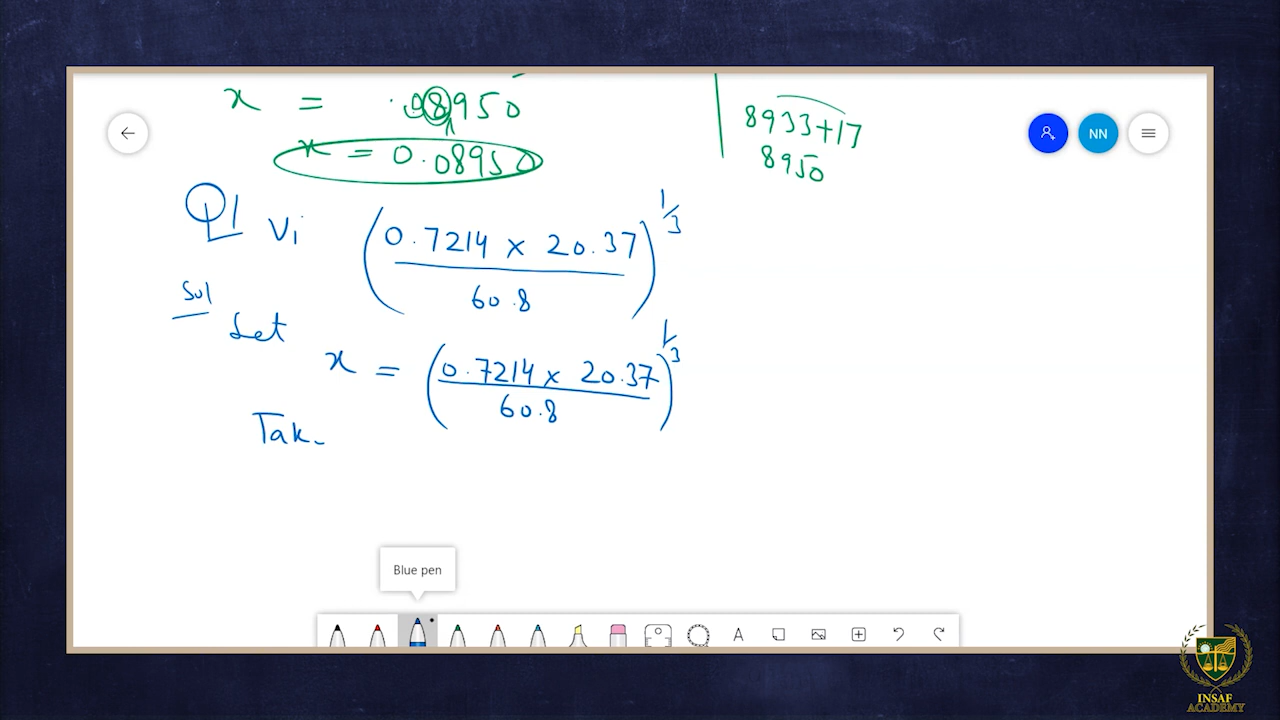 x = .08950
x = 0.08950
8933+17
8950
NN
Q1 vi (0.7214 × 20.37 / 60.8)^1/3
Sol
Let
x = (0.7214 × 20.37 / 60.8)^1/3
Tak
Blue pen
A
INSAF
ACADEMY